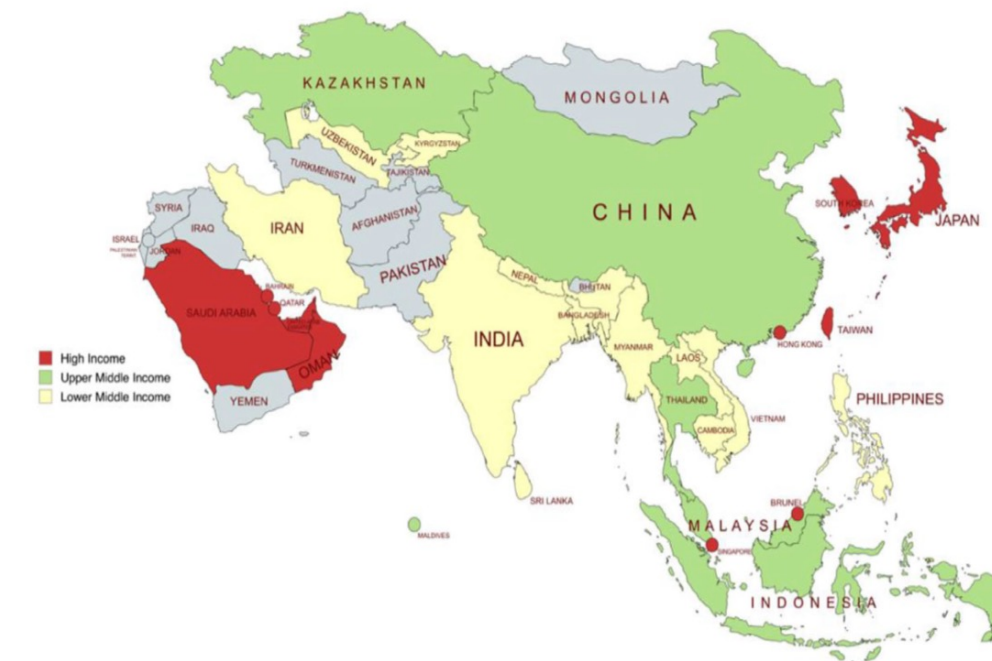 KAZAKHSTAN
MONGOLIA
UZBEKISTAN
KYRGYZSTAN
TURKMENISTAN
TAJIKISTAN
CHINA
SOUTH KOREA
JAPAN
SYRIA
IRAQ
IRAN
AFGHANISTAN
ISRAEL
JORDAN
PAKISTAN
NEPAL
BHUTAN
BAHRAIN
QATAR
SAUDI ARABIA
BANGLADESH
INDIA
MYANMAR
LAOS
HONG KONG
TAIWAN
OMAN
High Income
Upper Middle Income
Lower Middle Income
YEMEN
THAILAND
VIETNAM
CAMBODIA
PHILIPPINES
SRI LANKA
BRUNEI
MALAYSIA
MALDIVES
SINGAPORE
INDONESIA